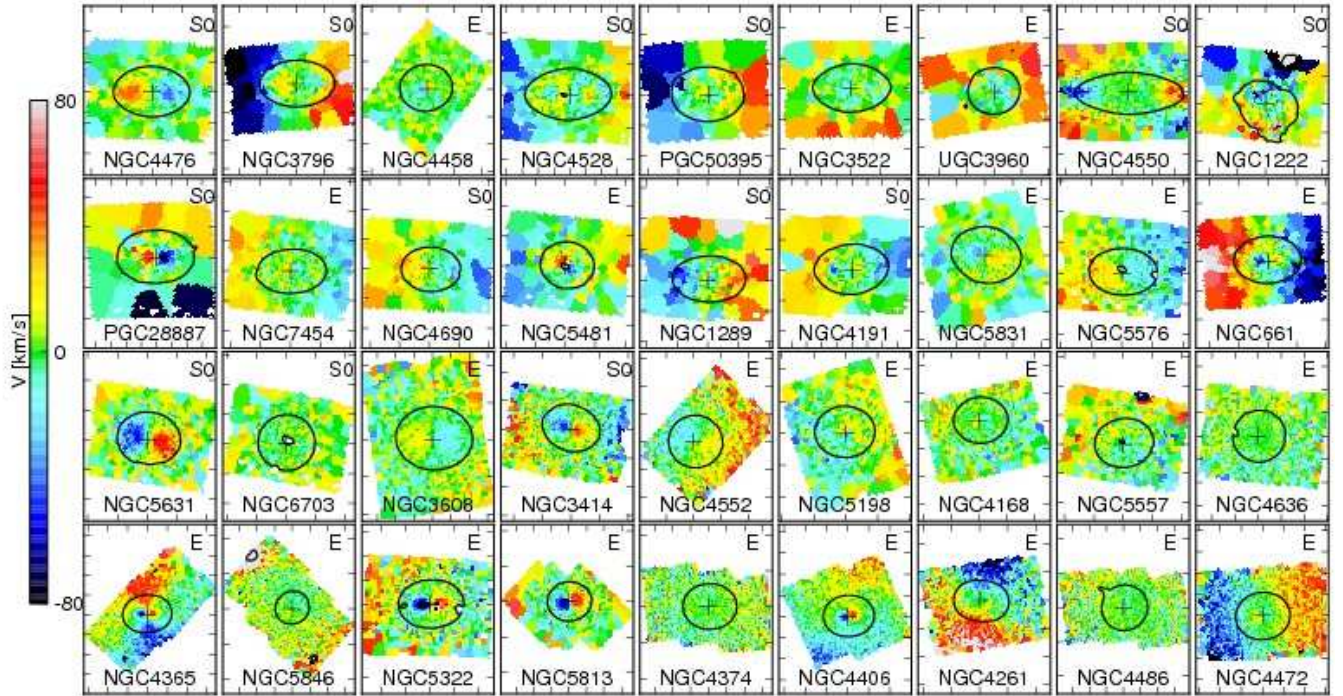 S0 S0 E S0 S0 E E S0 S0
80
NGC4476 NGC3796 NGC4458 NGC4528 PGC50395 NGC3522 UGC3960 NGC4550 NGC1222
S0 E S0 E S0 S0 E E E
PGC28887 NGC7454 NGC4690 NGC5481 NGC1289 NGC4191 NGC5831 NGC5576 NGC661
V [km/s]
0
S0 S0 E S0 E E E E E
NGC5631 NGC6703 NGC3608 NGC3414 NGC4552 NGC5198 NGC4168 NGC5557 NGC4636
E E E E E E E E E
-80
NGC4365 NGC5846 NGC5322 NGC5813 NGC4374 NGC4406 NGC4261 NGC4486 NGC4472